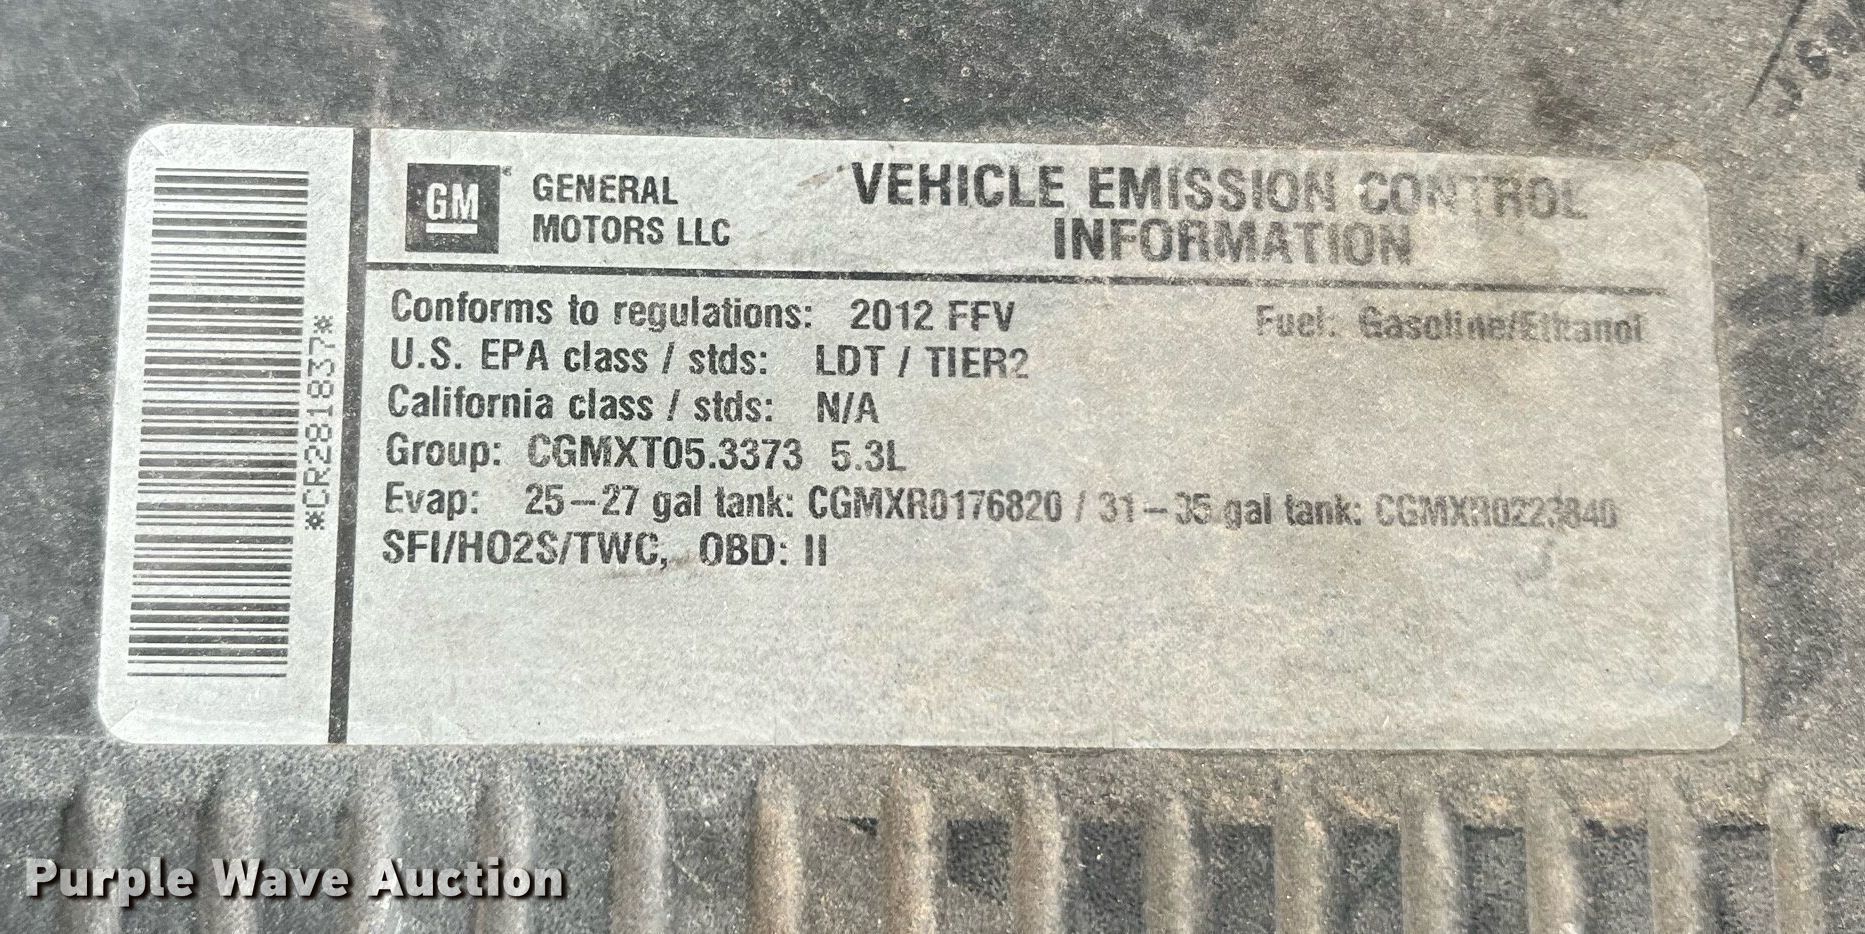 GM GENERAL MOTORS LLC
VEHICLE EMISSION CONTROL
INFORMATION
Conforms to regulations: 2012 FFV Fuel: Gasoline/Ethanol
U.S. EPA class / stds: LDT / TIER2
California class / stds: N/A
Group: CGMXT05.3373 5.3L
Evap: 25–27 gal tank: CGMXR0176820 / 31–35 gal tank: CGMXR0223840
SFI/HO2S/TWC, OBD: II
*CR281837*
Purple Wave Auction